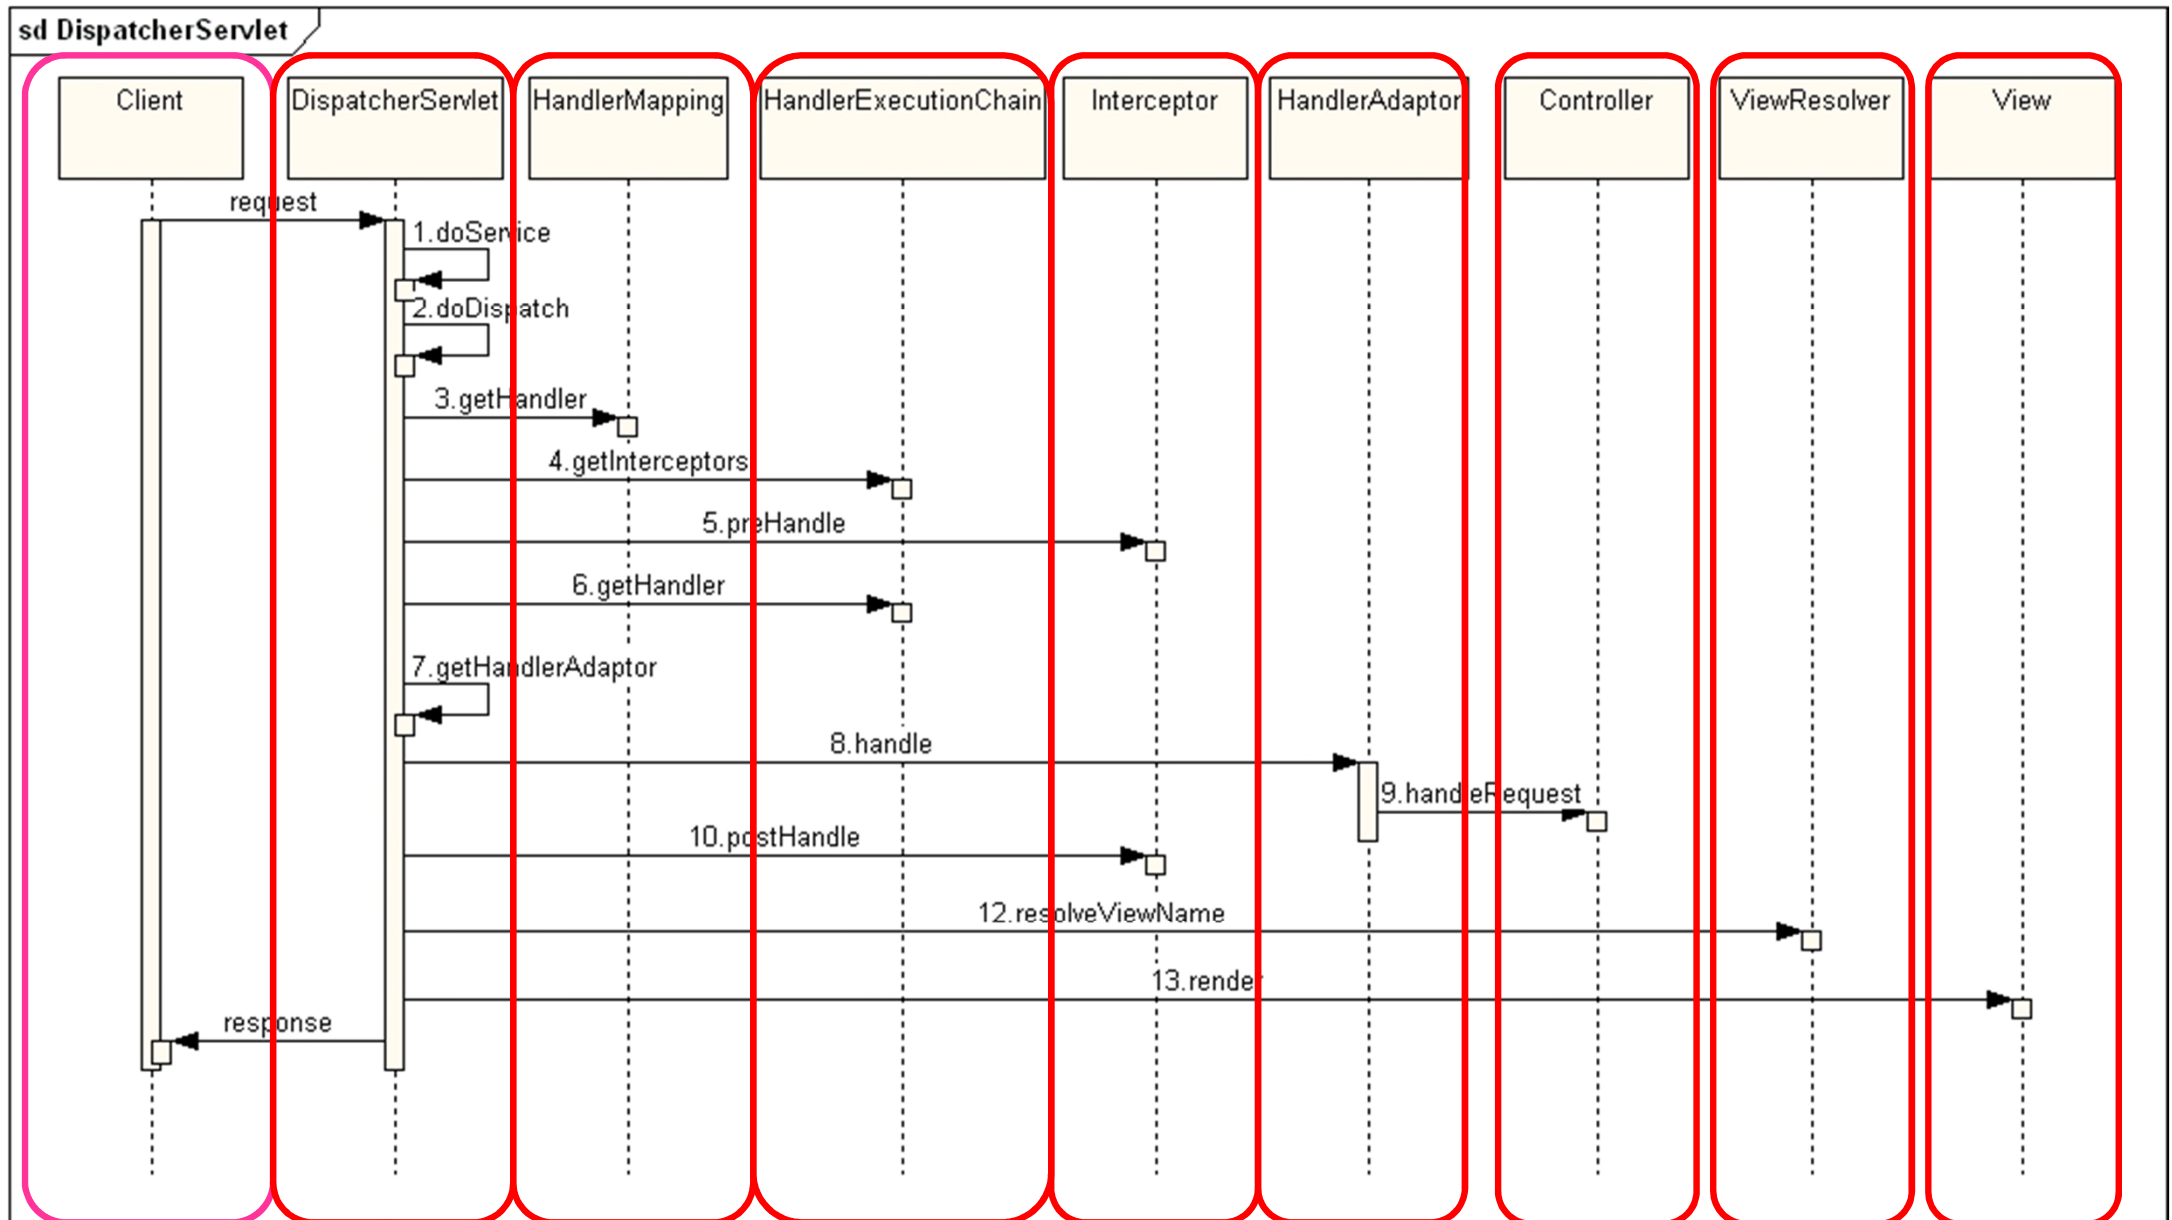 sd DispatcherServlet
Client
DispatcherServlet
HandlerMapping
HandlerExecutionChain
Interceptor
HandlerAdaptor
Controller
ViewResolver
View
request
1.doService
2.doDispatch
3.getHandler
4.getInterceptors
5.preHandle
6.getHandler
7.getHandlerAdaptor
8.handle
9.handleRequest
10.postHandle
12.resolveViewName
13.render
response